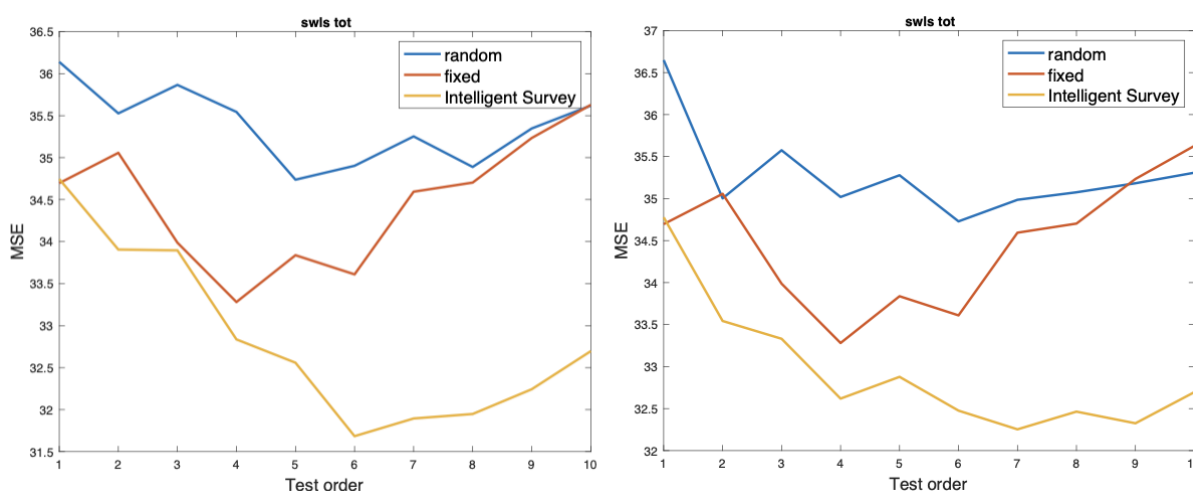 swls tot
36.5
36
35.5
35
34.5
34
33.5
33
32.5
32
31.5
MSE
1 2 3 4 5 6 7 8 9 10
Test order
random
fixed
Intelligent Survey
swls tot
37
36.5
36
35.5
35
34.5
34
33.5
33
32.5
32
MSE
1 2 3 4 5 6 7 8 9
Test order
random
fixed
Intelligent Survey